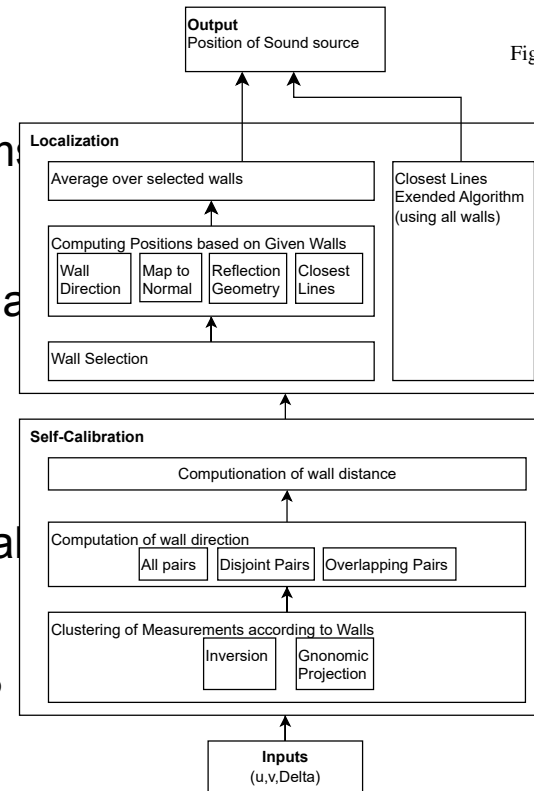 Output
Position of Sound source
Fig
Localization
Average over selected walls
Computing Positions based on Given Walls
Wall
Direction
Map to
Normal
Reflection
Geometry
Closest
Lines
Wall Selection
Closest Lines
Exended Algorithm
(using all walls)
Self-Calibration
Computionation of wall distance
Computation of wall direction
All pairs
Disjoint Pairs
Overlapping Pairs
Clustering of Measurements according to Walls
Inversion
Gnonomic
Projection
Inputs
(u,v,Delta)